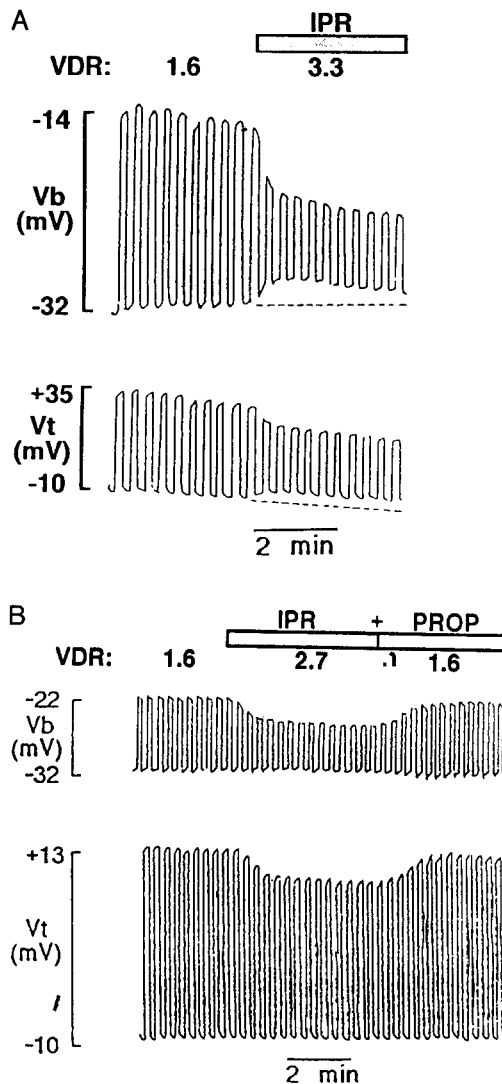 A
IPR
VDR: 1.6 3.3
-14
Vb
(mV)
-32
+35
Vt
(mV)
-10
2 min
B
IPR + PROP
VDR: 1.6 2.7 .1 1.6
-22
Vb
(mV)
-32
+13
Vt
(mV)
-10
2 min